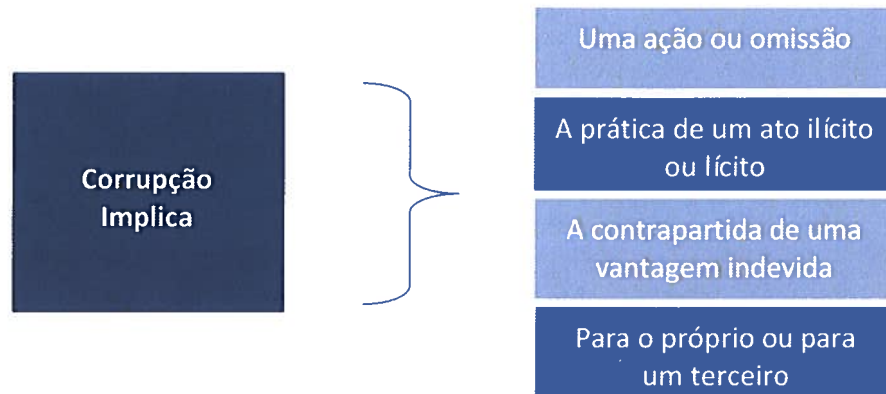 Corrupção
Implica
Uma ação ou omissão
A prática de um ato ilícito
ou lícito
A contrapartida de uma
vantagem indevida
Para o próprio ou para
um terceiro